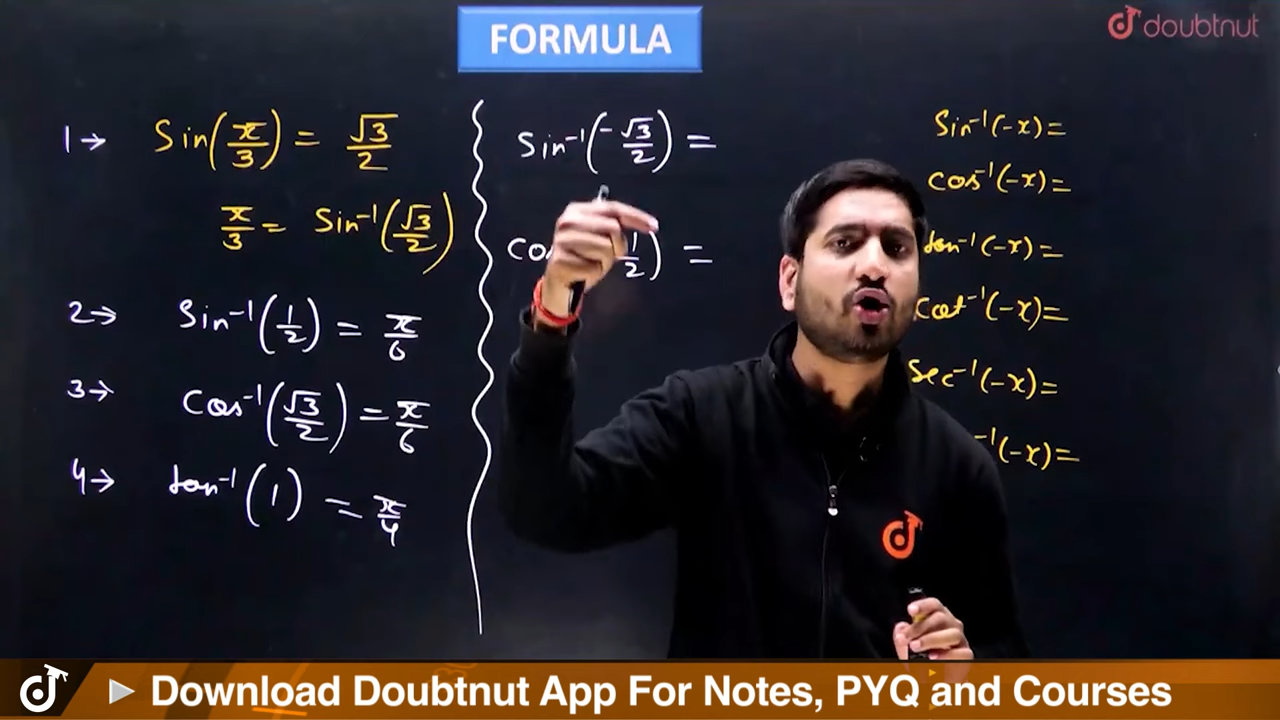 FORMULA
doubtnut
1→ Sin(π/3) = √3/2
π/3 = Sin⁻¹(√3/2)
2→ Sin⁻¹(1/2) = π/6
3→ Cos⁻¹(√3/2) = π/6
4→ tan⁻¹(1) = π/4
Sin⁻¹(-√3/2) =
co 1/2) =
Sin⁻¹(-x)=
Cos⁻¹(-x)=
tan⁻¹(-x)=
Cot⁻¹(-x)=
Sec⁻¹(-x)=
⁻¹(-x)=
Download Doubtnut App For Notes, PYQ and Courses